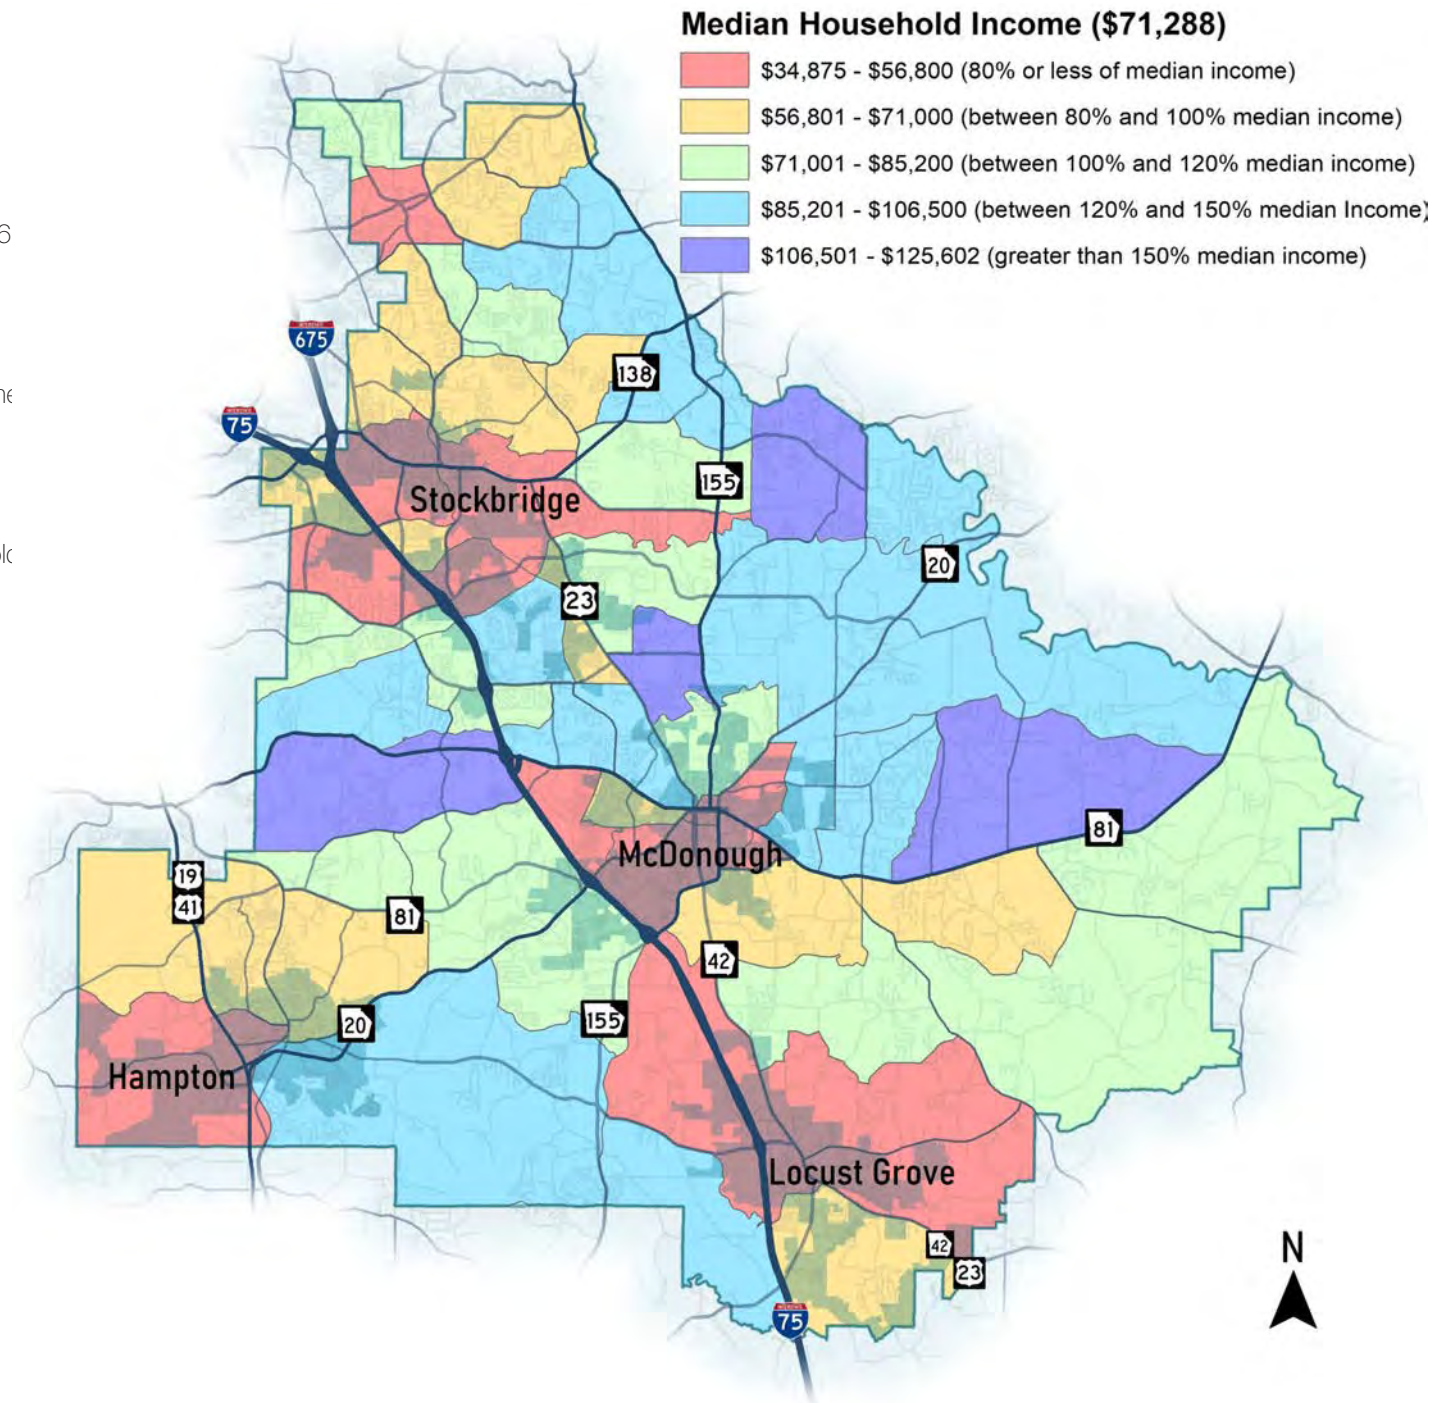 Median Household Income ($71,288)
$34,875 - $56,800 (80% or less of median income)
$56,801 - $71,000 (between 80% and 100% median income)
$71,001 - $85,200 (between 100% and 120% median income)
$85,201 - $106,500 (between 120% and 150% median Income)
$106,501 - $125,602 (greater than 150% median income)
6
675
138
75
155
Stockbridge
20
23
McDonough
81
19
41
81
42
155
20
Hampton
Locust Grove
42
23
N
75